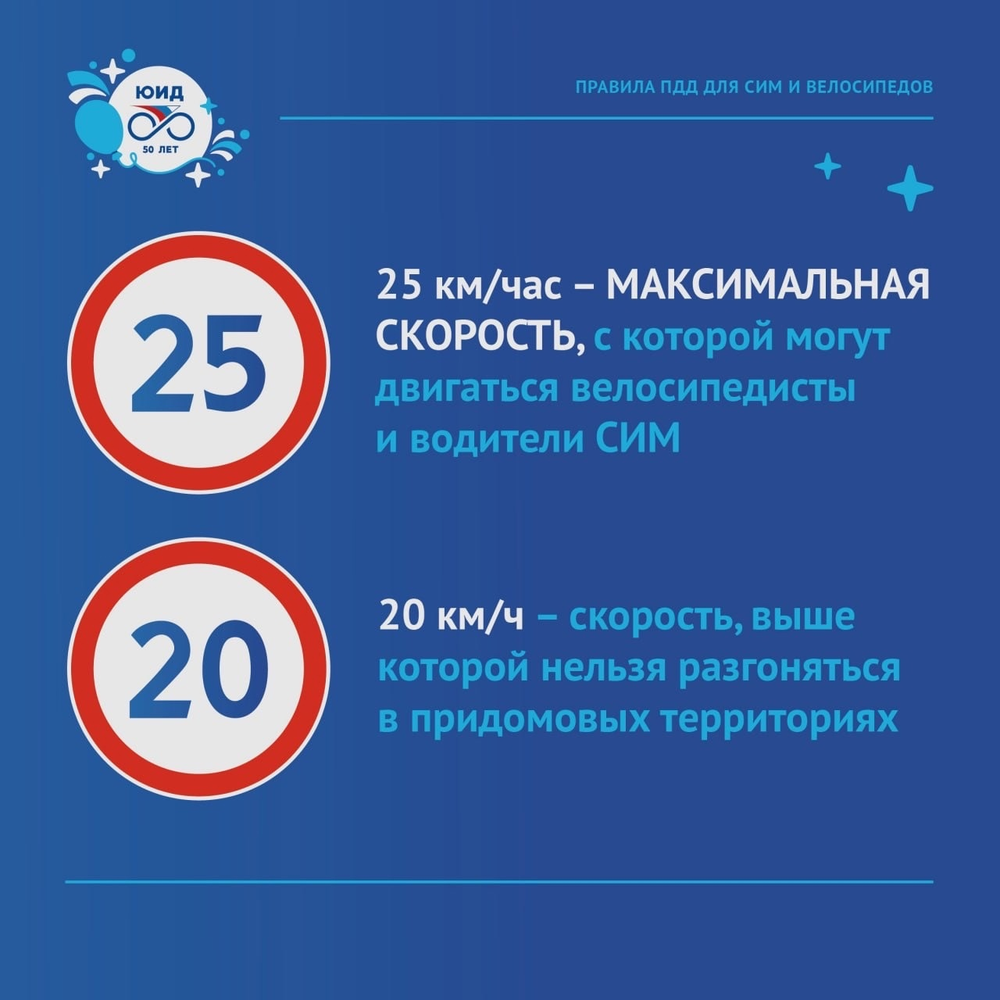 ЮИД
50 ЛЕТ
ПРАВИЛА ПДД ДЛЯ СИМ И ВЕЛОСИПЕДОВ
25
25 км/час – МАКСИМАЛЬНАЯ
СКОРОСТЬ, с которой могут
двигаться велосипедисты
и водители СИМ
20
20 км/ч – скорость, выше
которой нельзя разгоняться
в придомовых территориях